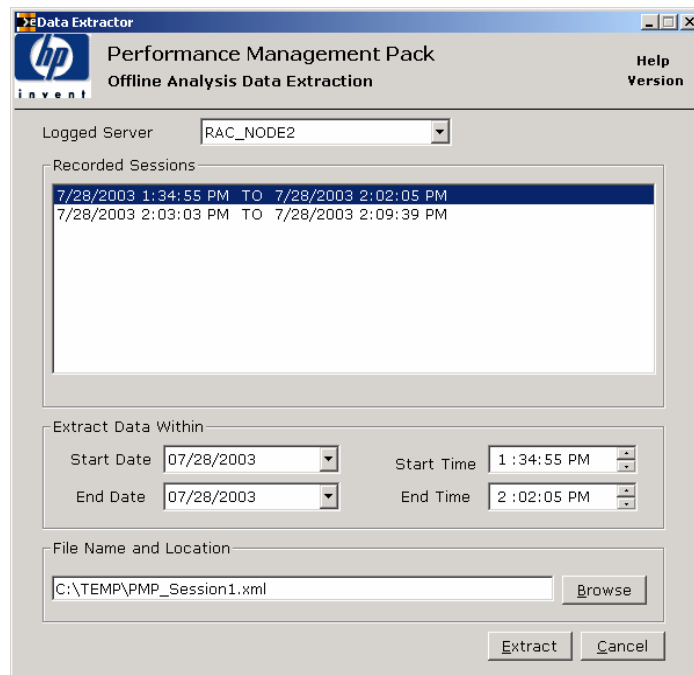 Data Extractor
hp
invent
Performance Management Pack
Offline Analysis Data Extraction
Help
Version
Logged Server RAC_NODE2
Recorded Sessions
7/28/2003 1:34:55 PM TO 7/28/2003 2:02:05 PM
7/28/2003 2:03:03 PM TO 7/28/2003 2:09:39 PM
Extract Data Within
Start Date 07/28/2003 Start Time 1 :34:55 PM
End Date 07/28/2003 End Time 2 :02:05 PM
File Name and Location
C:\TEMP\PMP_Session1.xml Browse
Extract Cancel